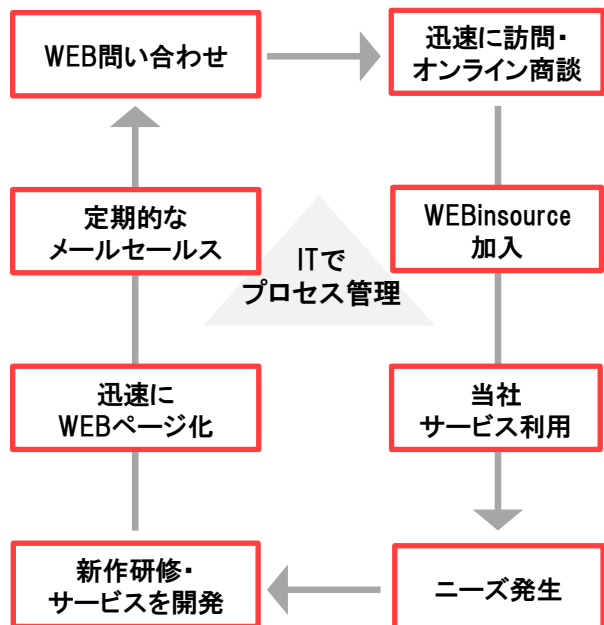 WEB問い合わせ
迅速に訪問・
オンライン商談
定期的な
メールセールス
ITで
プロセス管理
WEBinsource
加入
迅速に
WEBページ化
当社
サービス利用
新作研修・
サービスを開発
ニーズ発生